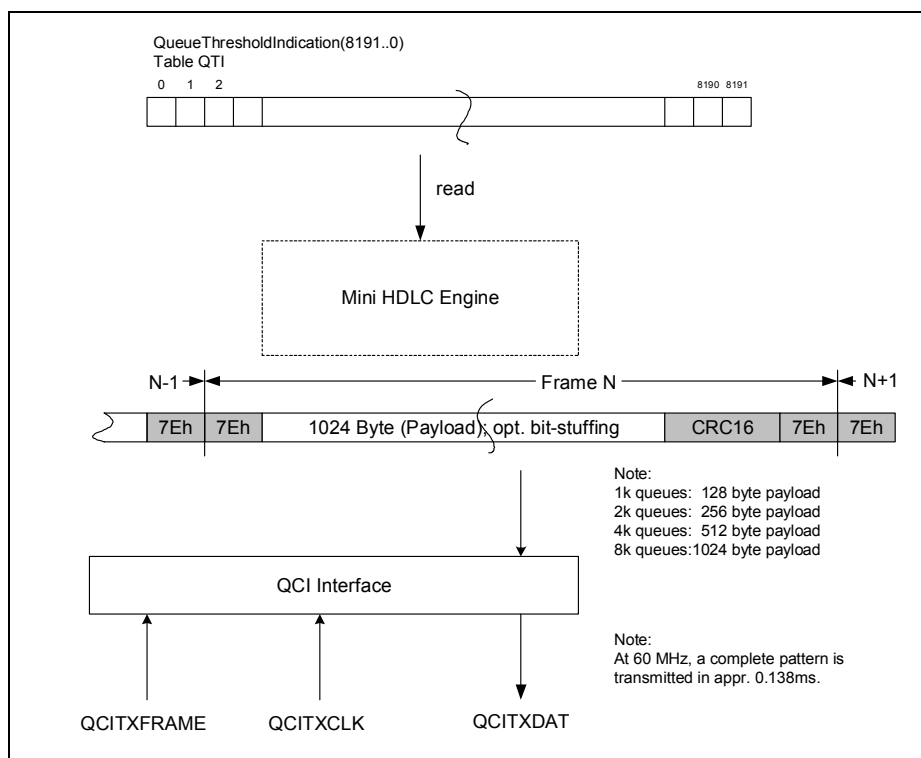 QueueThresholdIndication(8191..0)
Table QTI
0 1 2 8190 8191
read
Mini HDLC Engine
N-1 Frame N N+1
7Eh 7Eh 1024 Byte (Payload); opt. bit-stuffing CRC16 7Eh 7Eh
Note:
1k queues: 128 byte payload
2k queues: 256 byte payload
4k queues: 512 byte payload
8k queues:1024 byte payload
QCI Interface
Note:
At 60 MHz, a complete pattern is
transmitted in appr. 0.138ms.
QCITXFRAME QCITXCLK QCITXDAT